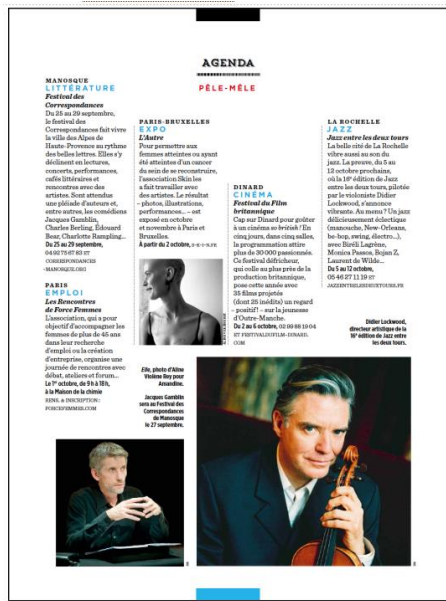 AGENDA
PÊLE-MÊLE
MANOSQUE
LITTÉRATURE
Festival des
Correspondances
Du 25 au 29 septembre,
le festival des
Correspondances fait vivre
la ville des Alpes de
Haute-Provence au rythme
des belles lettres. Elles s'y
déclinent en lectures,
concerts, performances,
cafés littéraires et
rencontres avec des
artistes. Sont attendus
une pléiade d'auteurs et,
entre autres, les comédiens
Jacques Gamblin,
Charles Berling, Édouard
Baer, Charlotte Rampling...
Du 25 au 29 septembre,
04 92 75 67 83 ET
CORRESPONDANCES
-MANOSQUE.ORG
PARIS
EMPLOI
Les Rencontres
de Force Femmes
L'association, qui a pour
objectif d'accompagner les
femmes de plus de 45 ans
dans leur recherche
d'emploi ou la création
d'entreprise, organise une
journée de rencontres avec
débat, ateliers et forum...
Le 1er octobre, de 9 h à 18 h,
à la Maison de la chimie
RENS. & INSCRIPTION :
FORCEFEMMES.COM
PARIS-BRUXELLES
EXPO
L'Autre
Pour permettre aux
femmes atteintes ou ayant
été atteintes d'un cancer
du sein de se reconstruire,
l'association Skin les
a fait travailler avec
des artistes. Le résultat
– photos, illustrations,
performances... – est
exposé en octobre
et novembre à Paris et
Bruxelles.
À partir du 2 octobre,
Elle, photo d'Aline
Violène Rey pour
Amandine.
Jacques Gamblin
sera au Festival des
Correspondances
de Manosque
le 27 septembre.
DINARD
CINÉMA
Festival du Film
britannique
Cap sur Dinard pour goûter
à un cinéma so british ! En
cinq jours, dans cinq salles,
la programmation attire
plus de 30 000 passionnés.
Ce festival défricheur,
qui colle au plus près de la
production britannique,
pose cette année avec
35 films projetés
(dont 25 inédits) un regard
– positif ! – sur la jeunesse
d'Outre-Manche.
Du 2 au 6 octobre, 02 99 88 19 04
ET FESTIVALDUFILM-DINARD.
COM
LA ROCHELLE
JAZZ
Jazz entre les deux tours
La belle cité de La Rochelle
vibre aussi au son du
jazz. La preuve, du 5 au
12 octobre prochains,
où la 16e édition de Jazz
entre les deux tours, pilotée
par le violoniste Didier
Lockwood, s'annonce
vibrante. Au menu ? Un jazz
délicieusement éclectique
(manouche, New-Orleans,
be-bop, swing, électro...),
avec Biréli Lagrène,
Monica Passos, Bojan Z,
Laurent de Wilde...
Du 5 au 12 octobre,
05 46 27 11 19 ET
JAZZENTRELESDEUXTOURS.FR
Didier Lockwood,
directeur artistique de la
16e édition de Jazz entre
les deux tours.